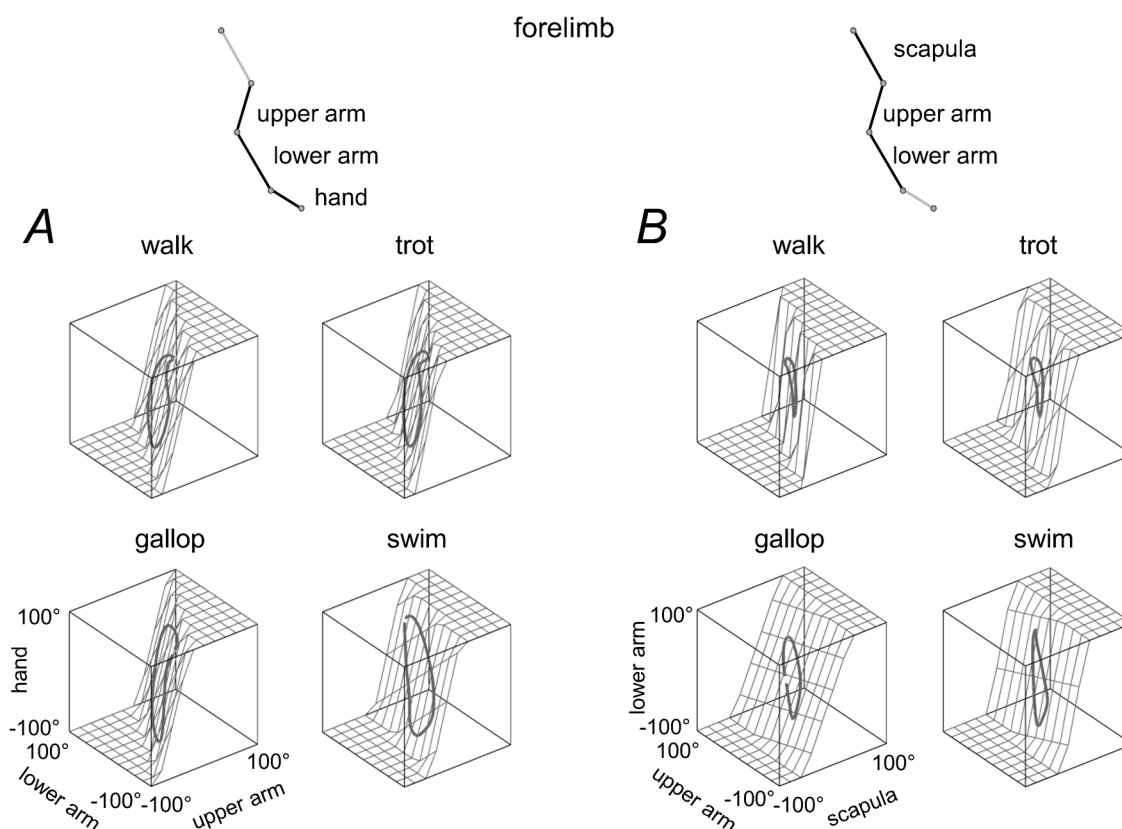 forelimb
upper arm
lower arm
hand
scapula
upper arm
lower arm
A
walk
trot
gallop
swim
100°
hand
-100°
100°
lower arm
-100°
-100°
upper arm
100°
B
walk
trot
gallop
swim
100°
lower arm
-100°
100°
upper arm
-100°
-100°
scapula
100°